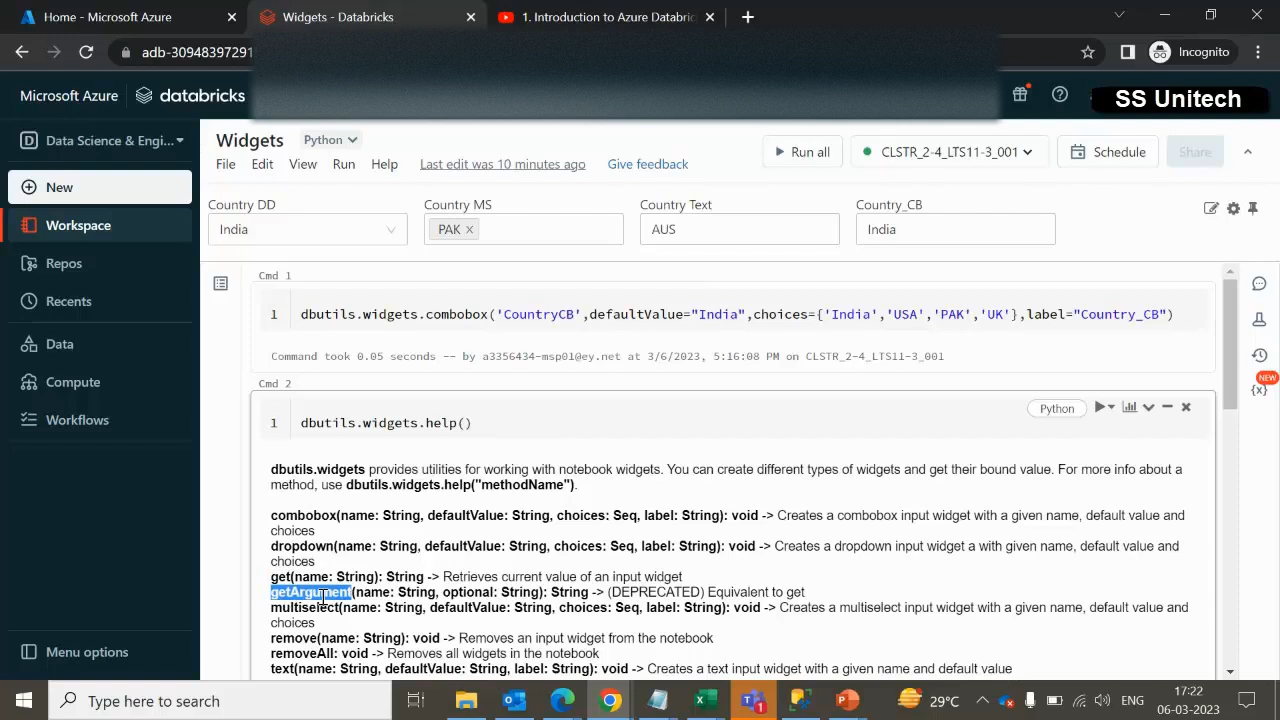 Home - Microsoft Azure
Widgets - Databricks
1. Introduction to Azure Databric
adb-30948397291
Incognito
Microsoft Azure
databricks
SS Unitech
Data Science & Engi...
New
Workspace
Repos
Recents
Data
Compute
Workflows
Menu options
Widgets
Python
File Edit View Run Help Last edit was 10 minutes ago Give feedback
Run all
CLSTR_2-4_LTS11-3_001
Schedule
Share
Country DD
India
Country MS
PAK
Country Text
AUS
Country_CB
India
NEW
{x}
Cmd 1
1 dbutils.widgets.combobox('CountryCB',defaultValue="India",choices={'India','USA','PAK','UK'},label="Country_CB")
Command took 0.05 seconds -- by a3356434-msp01@ey.net at 3/6/2023, 5:16:08 PM on CLSTR_2-4_LTS11-3_001
Cmd 2
Python
1 dbutils.widgets.help()
dbutils.widgets provides utilities for working with notebook widgets. You can create different types of widgets and get their bound value. For more info about a
method, use dbutils.widgets.help("methodName").
combobox(name: String, defaultValue: String, choices: Seq, label: String): void -> Creates a combobox input widget with a given name, default value and
choices
dropdown(name: String, defaultValue: String, choices: Seq, label: String): void -> Creates a dropdown input widget a with given name, default value and
choices
get(name: String): String -> Retrieves current value of an input widget
getArgument(name: String, optional: String): String -> (DEPRECATED) Equivalent to get
multiselect(name: String, defaultValue: String, choices: Seq, label: String): void -> Creates a multiselect input widget with a given name, default value and
choices
remove(name: String): void -> Removes an input widget from the notebook
removeAll: void -> Removes all widgets in the notebook
text(name: String, defaultValue: String, label: String): void -> Creates a text input widget with a given name and default value
Type here to search
29°C
ENG
17:22
06-03-2023